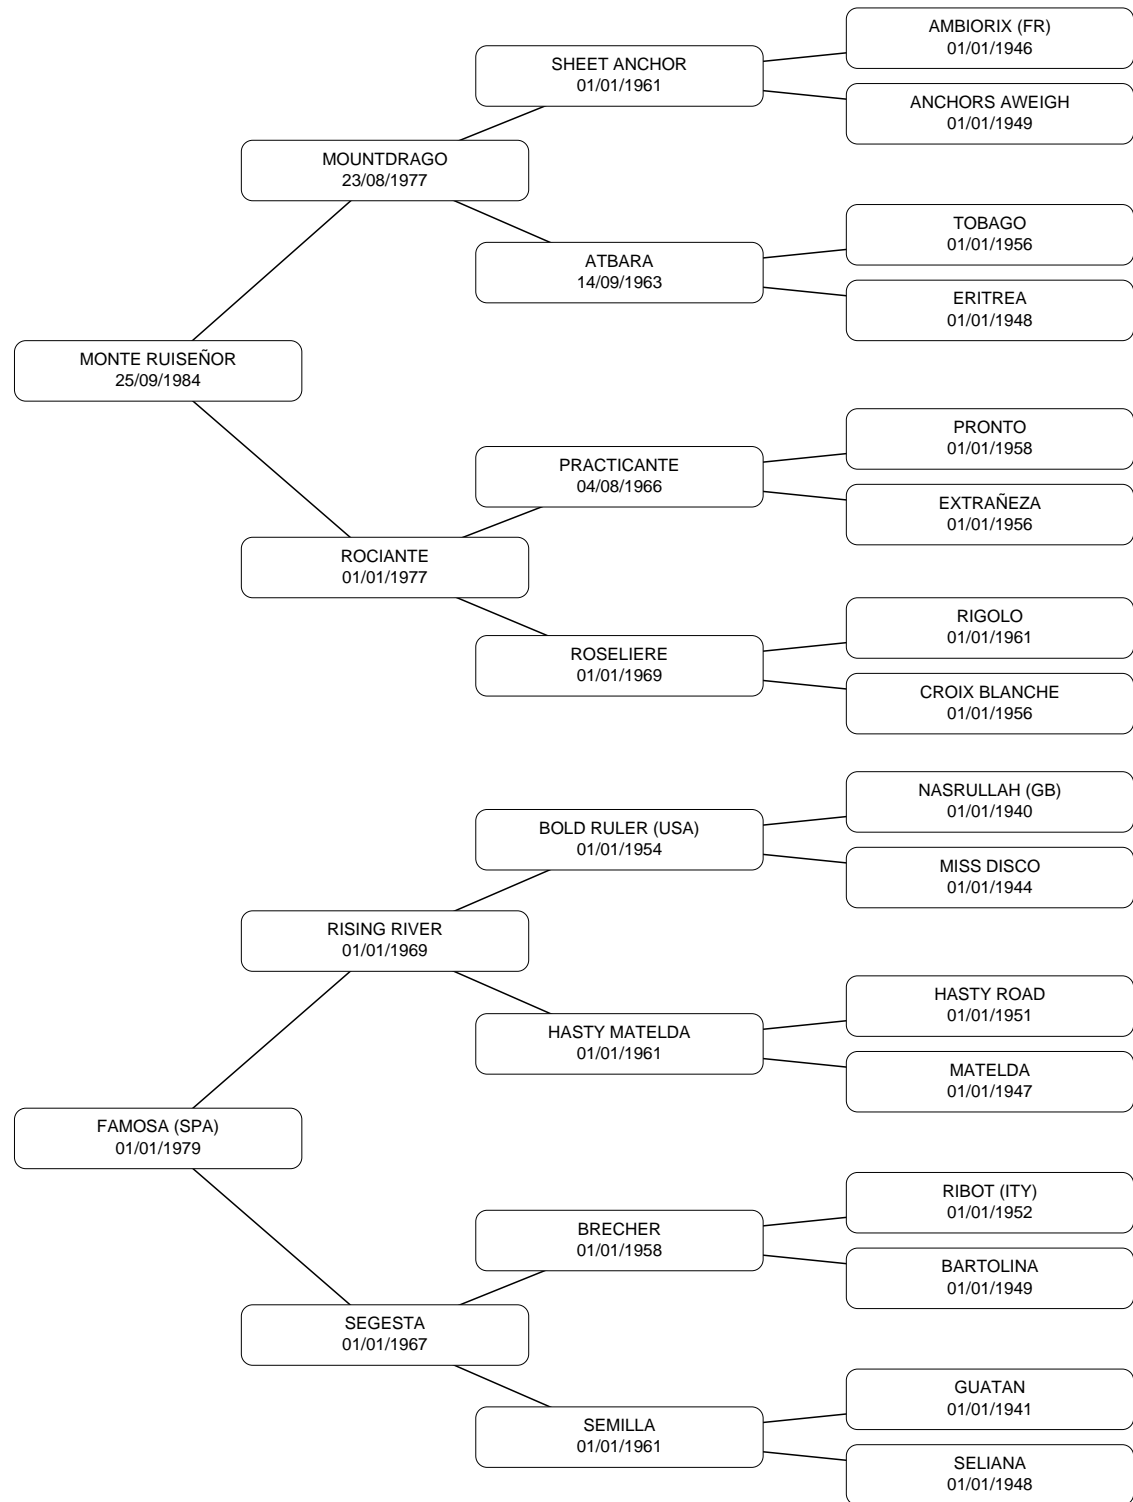 AMBIORIX (FR)
01/01/1946
SHEET ANCHOR
01/01/1961
ANCHORS AWEIGH
01/01/1949
MOUNTDRAGO
23/08/1977
TOBAGO
01/01/1956
ATBARA
14/09/1963
ERITREA
01/01/1948
MONTE RUISEÑOR
25/09/1984
PRONTO
01/01/1958
PRACTICANTE
04/08/1966
EXTRAÑEZA
01/01/1956
ROCIANTE
01/01/1977
RIGOLO
01/01/1961
ROSELIERE
01/01/1969
CROIX BLANCHE
01/01/1956
NASRULLAH (GB)
01/01/1940
BOLD RULER (USA)
01/01/1954
MISS DISCO
01/01/1944
RISING RIVER
01/01/1969
HASTY ROAD
01/01/1951
HASTY MATELDA
01/01/1961
MATELDA
01/01/1947
FAMOSA (SPA)
01/01/1979
RIBOT (ITY)
01/01/1952
BRECHER
01/01/1958
BARTOLINA
01/01/1949
SEGESTA
01/01/1967
GUATAN
01/01/1941
SEMILLA
01/01/1961
SELIANA
01/01/1948